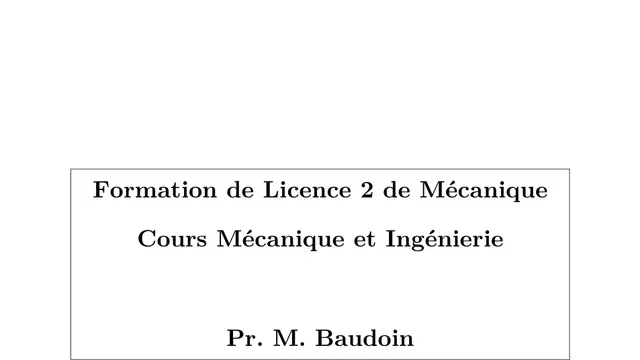 Formation de Licence 2 de Mécanique
Cours Mécanique et Ingénierie
Pr. M. Baudoin